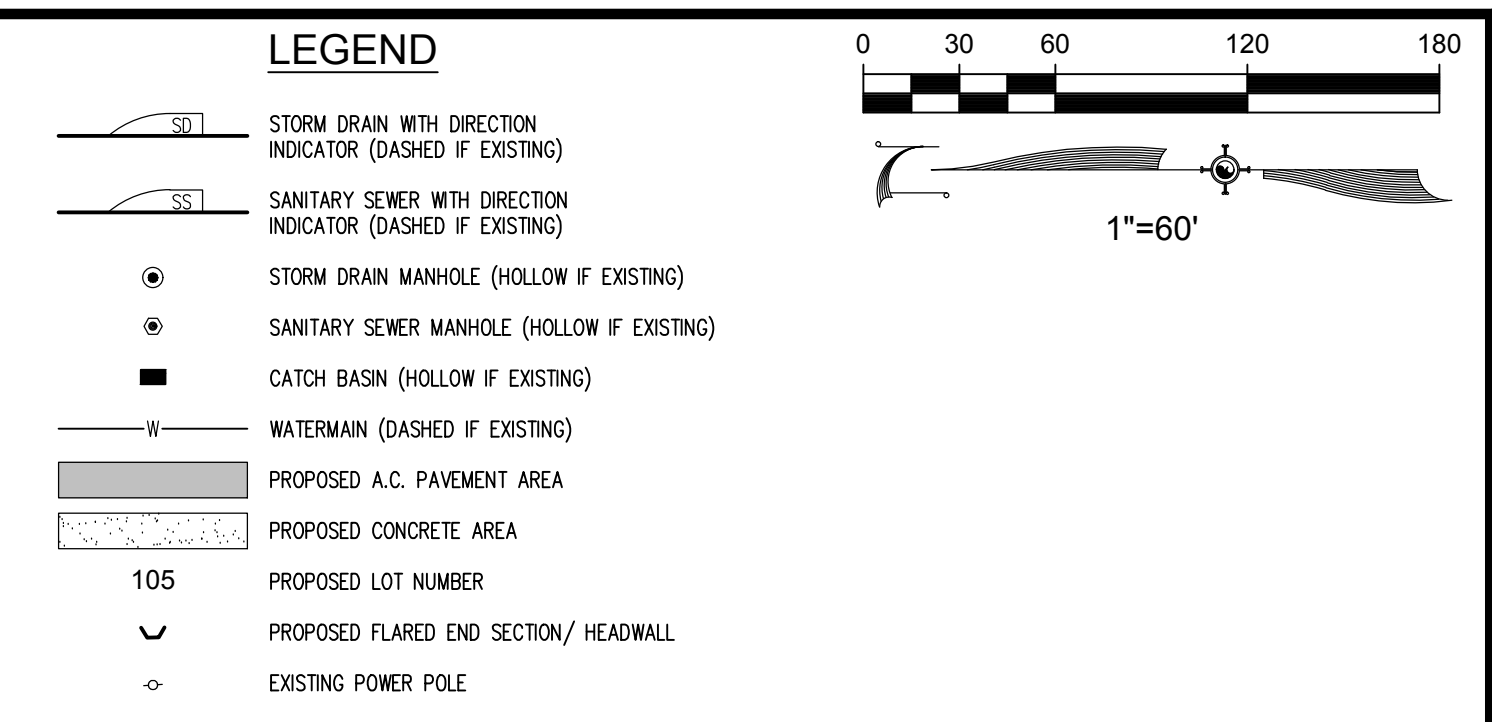 LEGEND
SD
STORM DRAIN WITH DIRECTION
INDICATOR (DASHED IF EXISTING)
SS
SANITARY SEWER WITH DIRECTION
INDICATOR (DASHED IF EXISTING)
STORM DRAIN MANHOLE (HOLLOW IF EXISTING)
SANITARY SEWER MANHOLE (HOLLOW IF EXISTING)
CATCH BASIN (HOLLOW IF EXISTING)
W WATERMAIN (DASHED IF EXISTING)
PROPOSED A.C. PAVEMENT AREA
PROPOSED CONCRETE AREA
105 PROPOSED LOT NUMBER
PROPOSED FLARED END SECTION/ HEADWALL
EXISTING POWER POLE
0 30 60 120 180
1"=60'